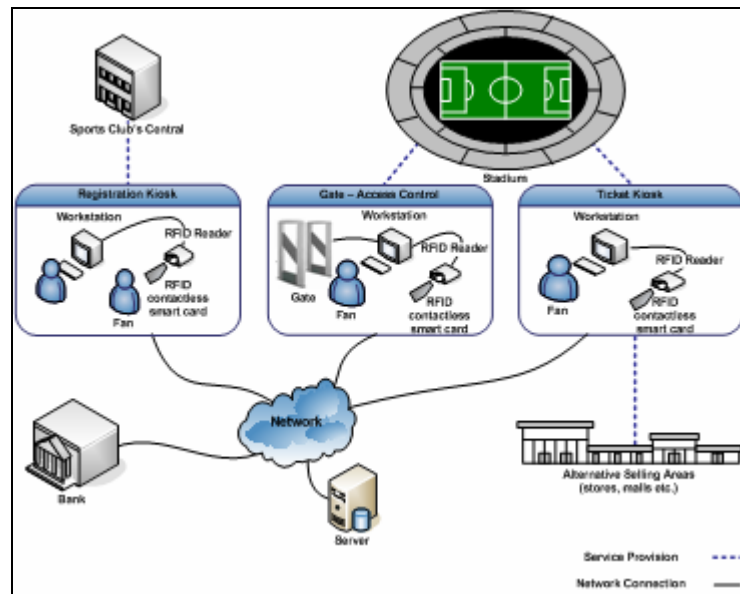 Sports Club's Central
Stadium
Registration Kiosk
Workstation
RFID Reader
RFID
contactless
smart card
Fan
Gate – Access Control
Workstation
RFID Reader
Gate
Fan
RFID
contactless
smart card
Ticket Kiosk
Workstation
RFID Reader
Fan
RFID
contactless
smart card
Network
Bank
Server
Alternative Selling Areas
(stores, malls etc.)
Service Provision
Network Connection